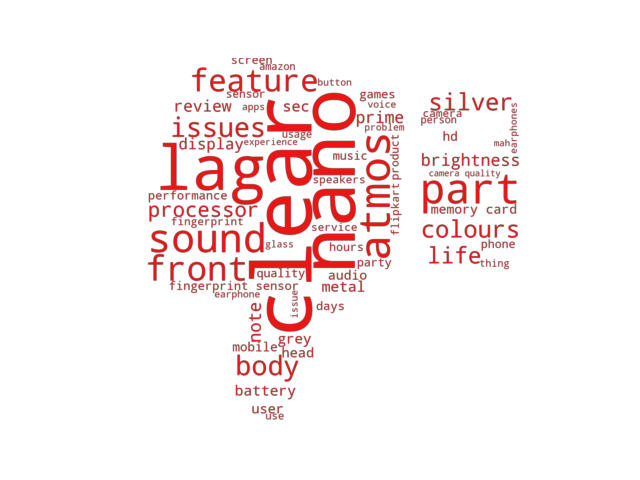 screen
amazon
feature
button
sensor
games
review
apps
sec
voice
silver
camera
person
prime
issues
usage
problem
hd
earphones
display
experience
mah
clear
nano
atmos
music
product
brightness
lag
speakers
camera quality
part
performance
processor
memory card
fingerprint
flipkart
service
colours
sound
glass
hours
phone
front
quality
party
life
thing
audio
fingerprint sensor
metal
earphone
issue
days
note
grey
mobile
head
body
battery
user
use